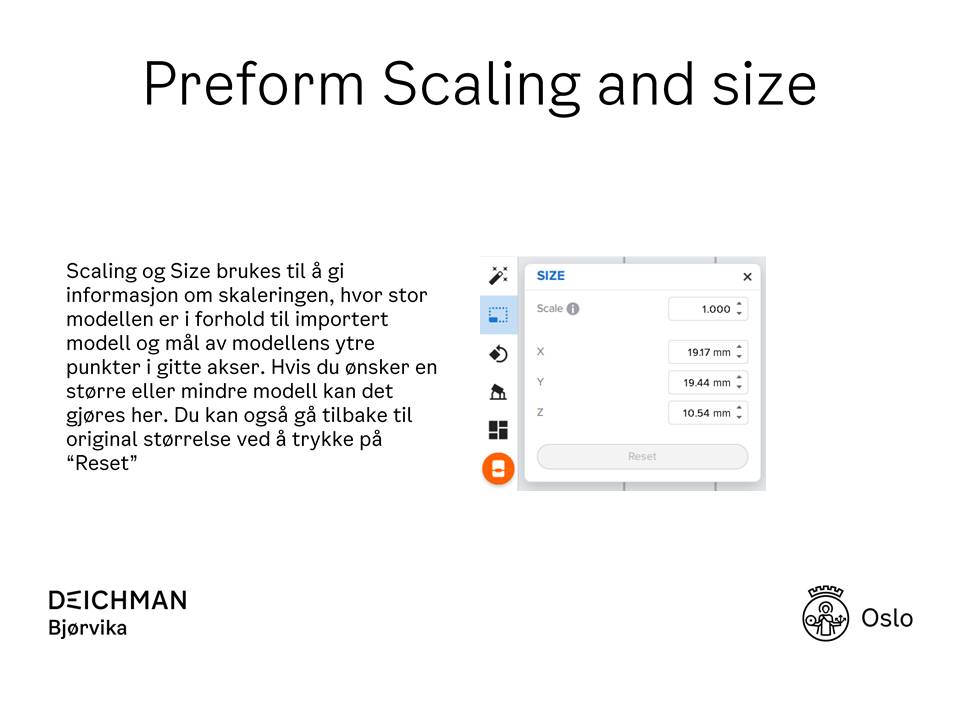 Preform Scaling and size
Scaling og Size brukes til å gi
informasjon om skaleringen, hvor stor
modellen er i forhold til importert
modell og mål av modellens ytre
punkter i gitte akser. Hvis du ønsker en
større eller mindre modell kan det
gjøres her. Du kan også gå tilbake til
original størrelse ved å trykke på
“Reset”
SIZE
Scale 1.000
X 19.17 mm
Y 19.44 mm
Z 10.54 mm
Reset
DEICHMAN
Bjørvika
Oslo